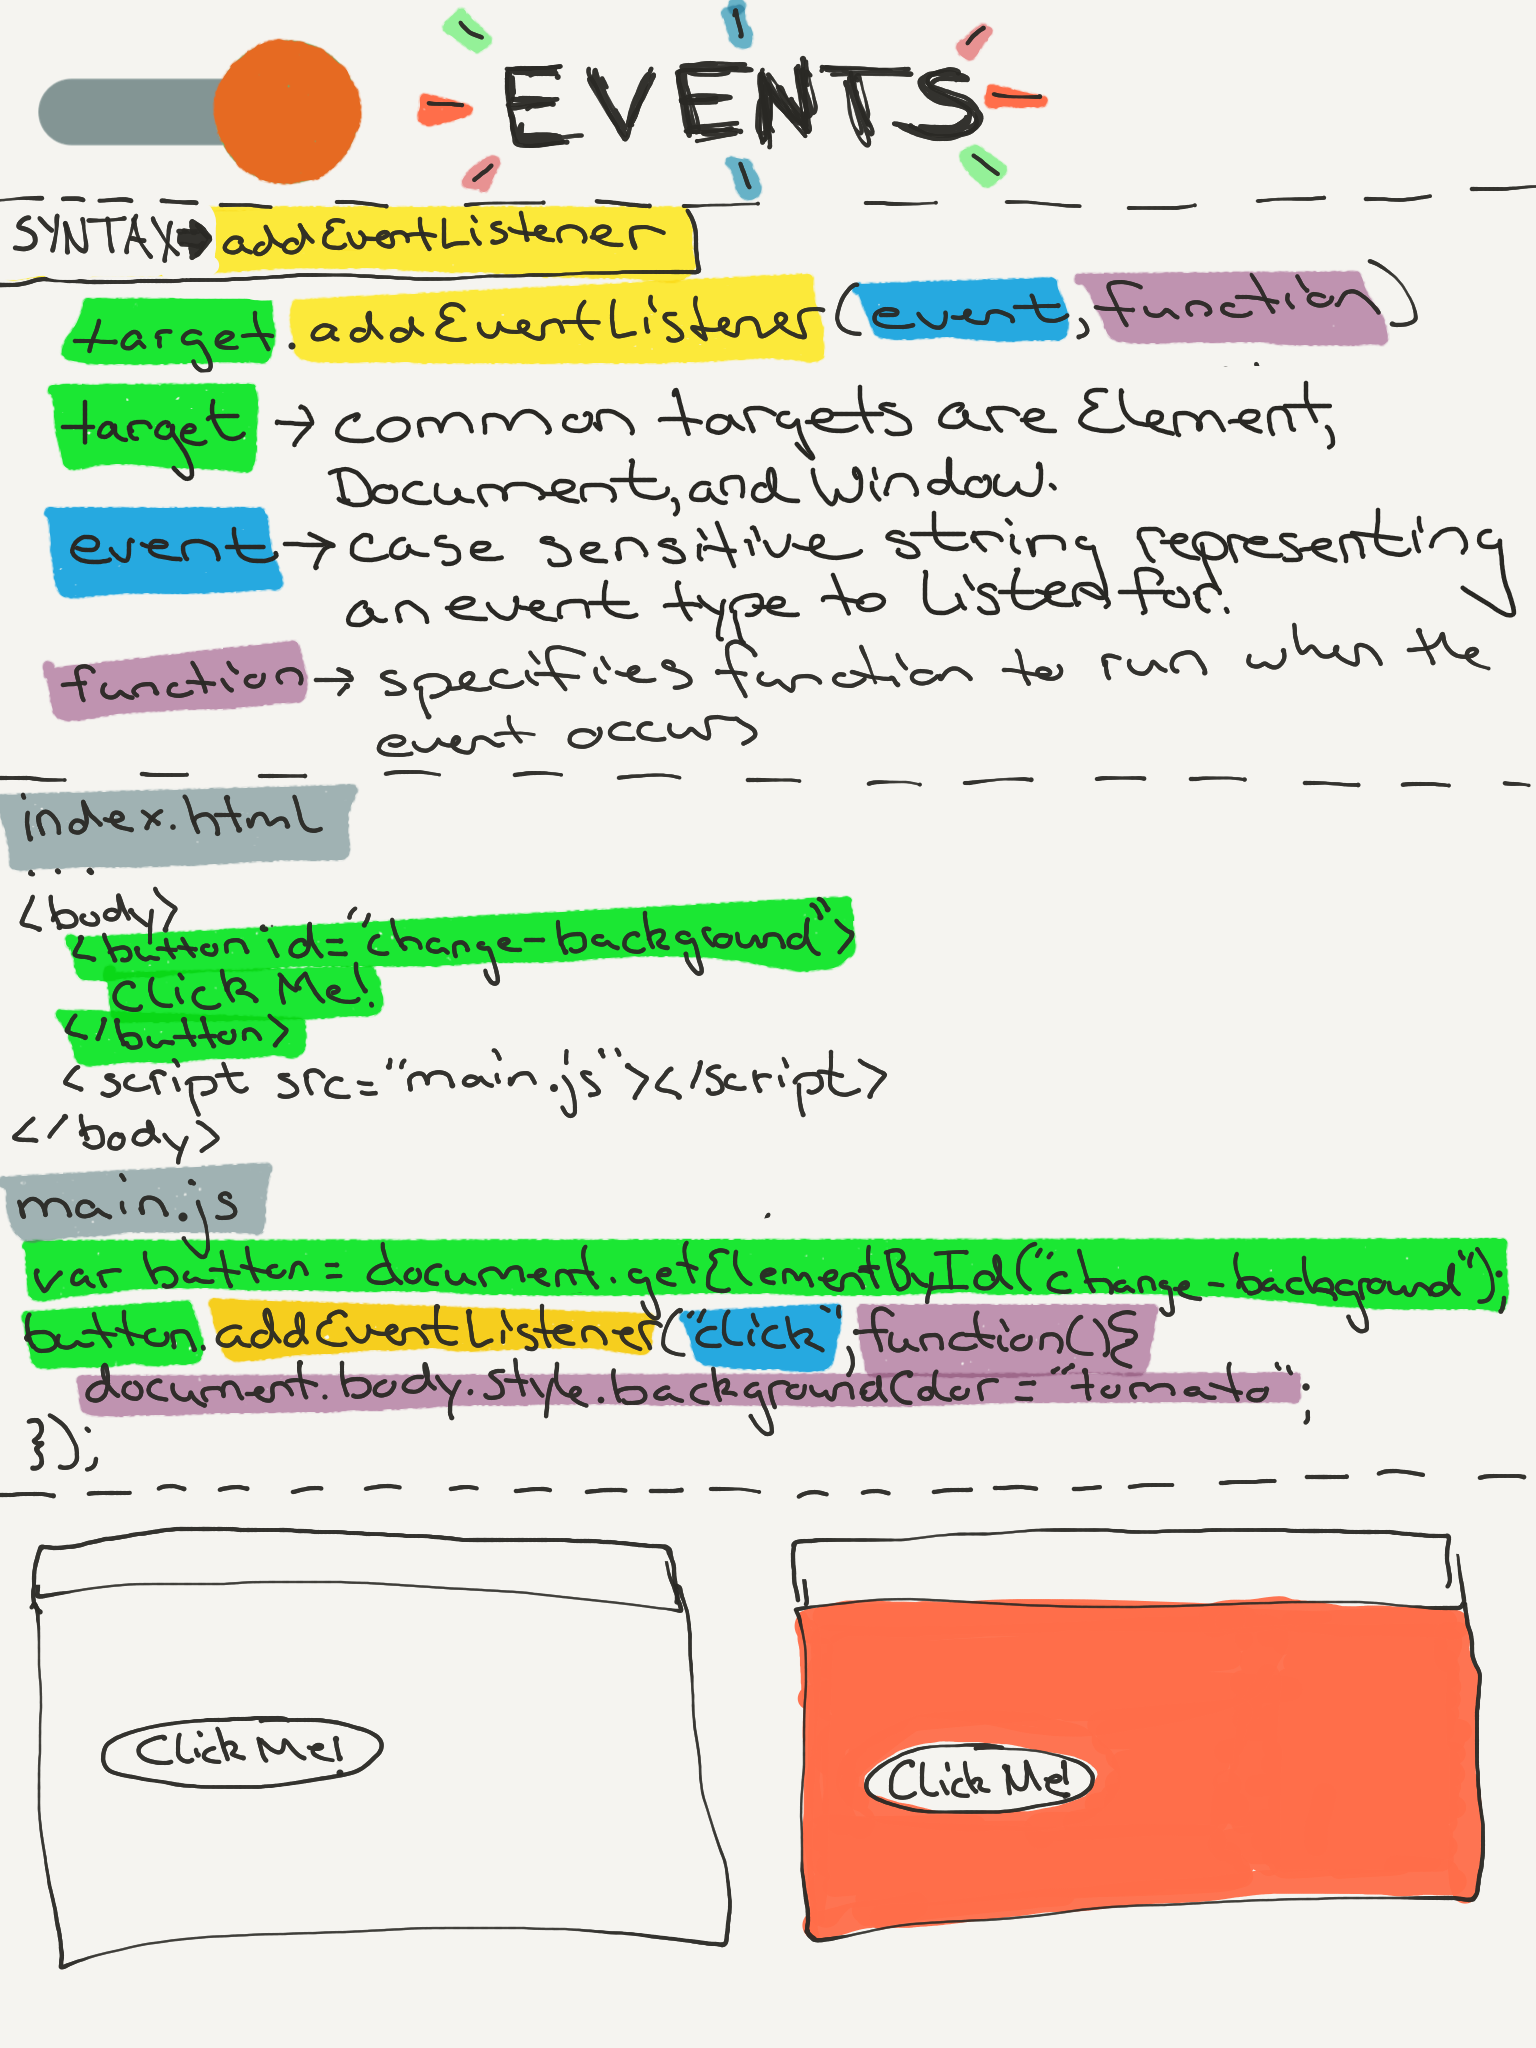 EVENTS
SYNTAX➡addEventListener
target.addEventListener(event, function)
target → common targets are Element,
Document, and Window.
event → case sensitive string representing
an event type to listed for.
function → specifies function to run when the
event occurs
index.html
...
<body>
<button id="change-background">
Click Me!
</button>
<script src="main.js"></script>
</body>
main.js
var button = document.getElementById("change-background");
button.addEventListener("click", function(){
document.body.style.backgroundColor = "tomato";
});
Click Me!
Click Me!